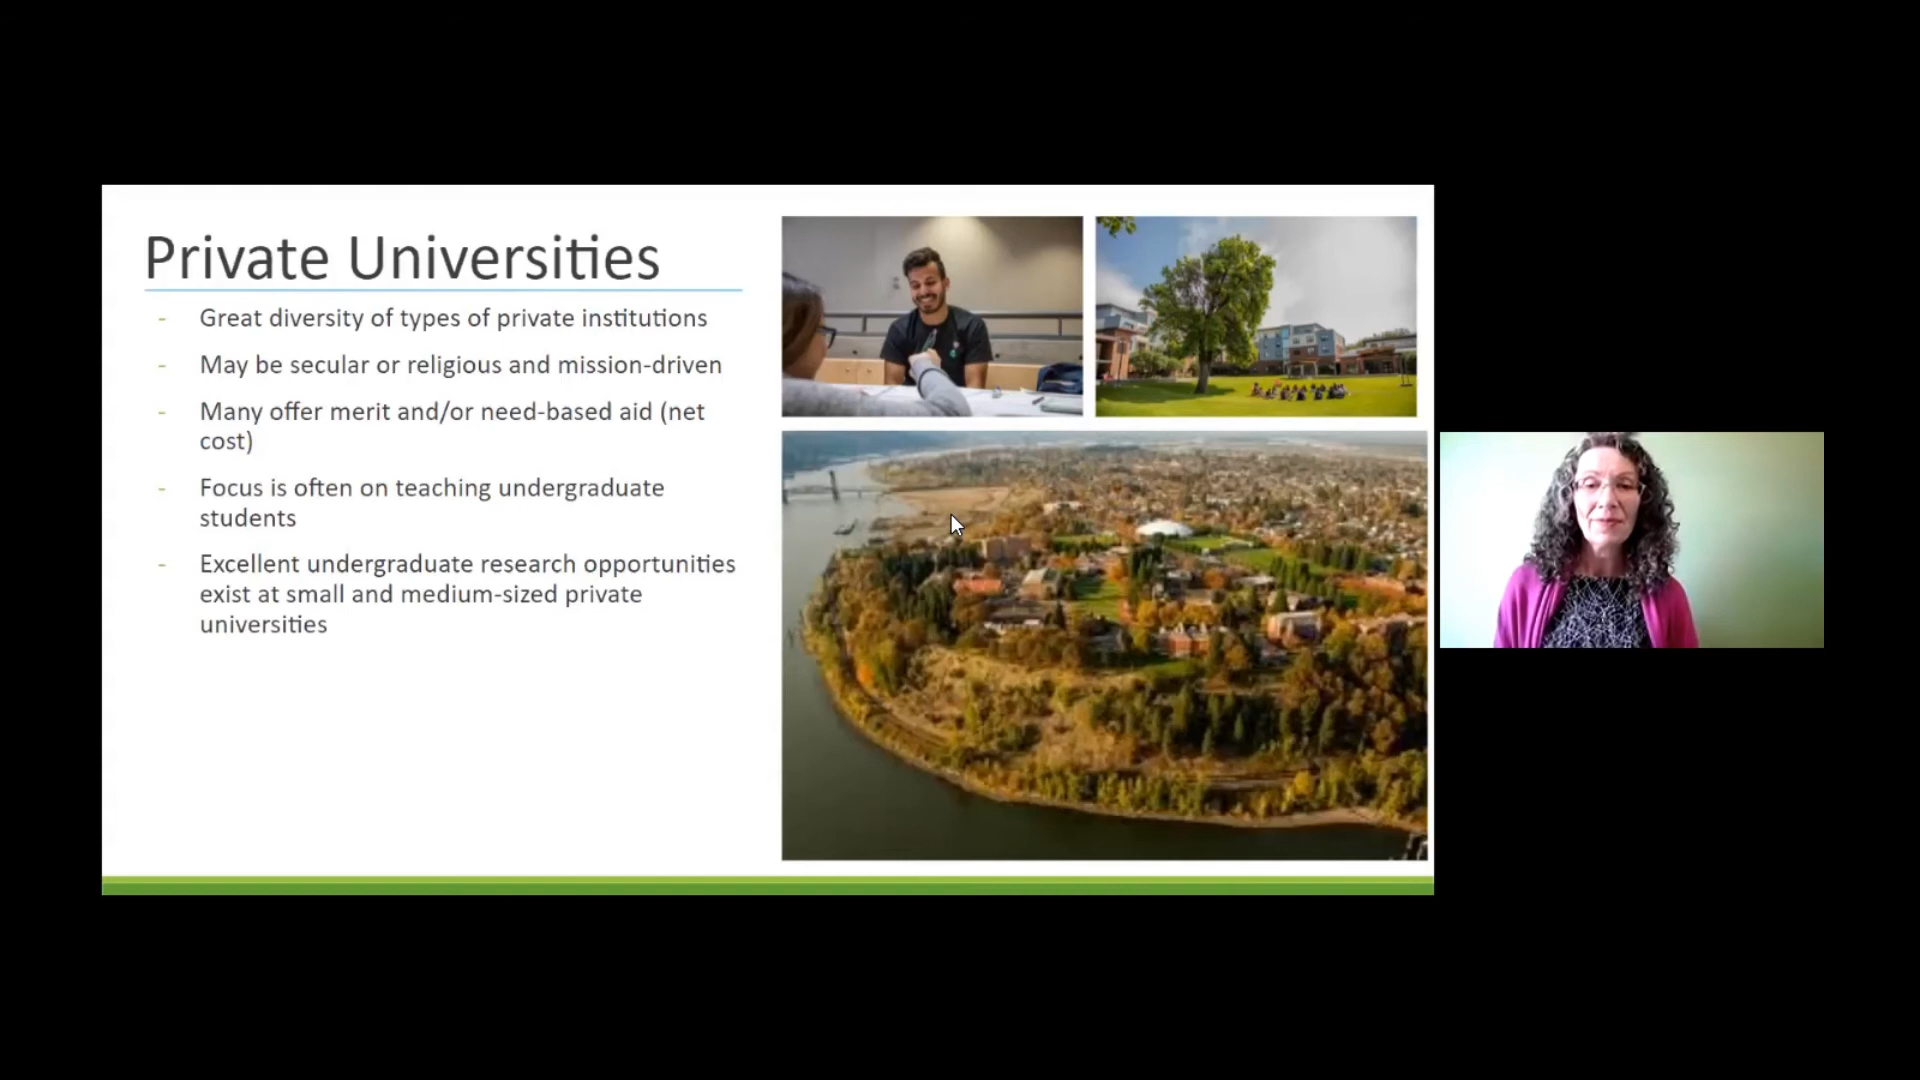 Private Universities
- Great diversity of types of private institutions
- May be secular or religious and mission-driven
- Many offer merit and/or need-based aid (net
cost)
- Focus is often on teaching undergraduate
students
- Excellent undergraduate research opportunities
exist at small and medium-sized private
universities